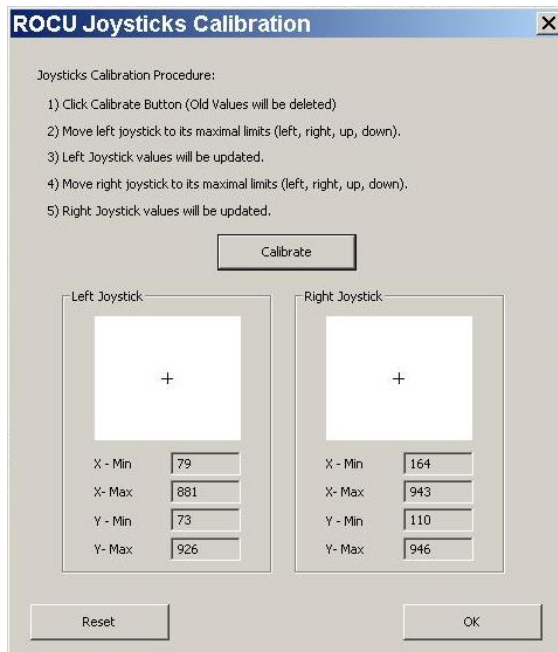 ROCU Joysticks Calibration
Joysticks Calibration Procedure:
1) Click Calibrate Button (Old Values will be deleted)
2) Move left joystick to its maximal limits (left, right, up, down).
3) Left Joystick values will be updated.
4) Move right joystick to its maximal limits (left, right, up, down).
5) Right Joystick values will be updated.
Calibrate
Left Joystick
X - Min 79
X- Max 881
Y - Min 73
Y- Max 926
Right Joystick
X - Min 164
X- Max 943
Y - Min 110
Y- Max 946
Reset
OK